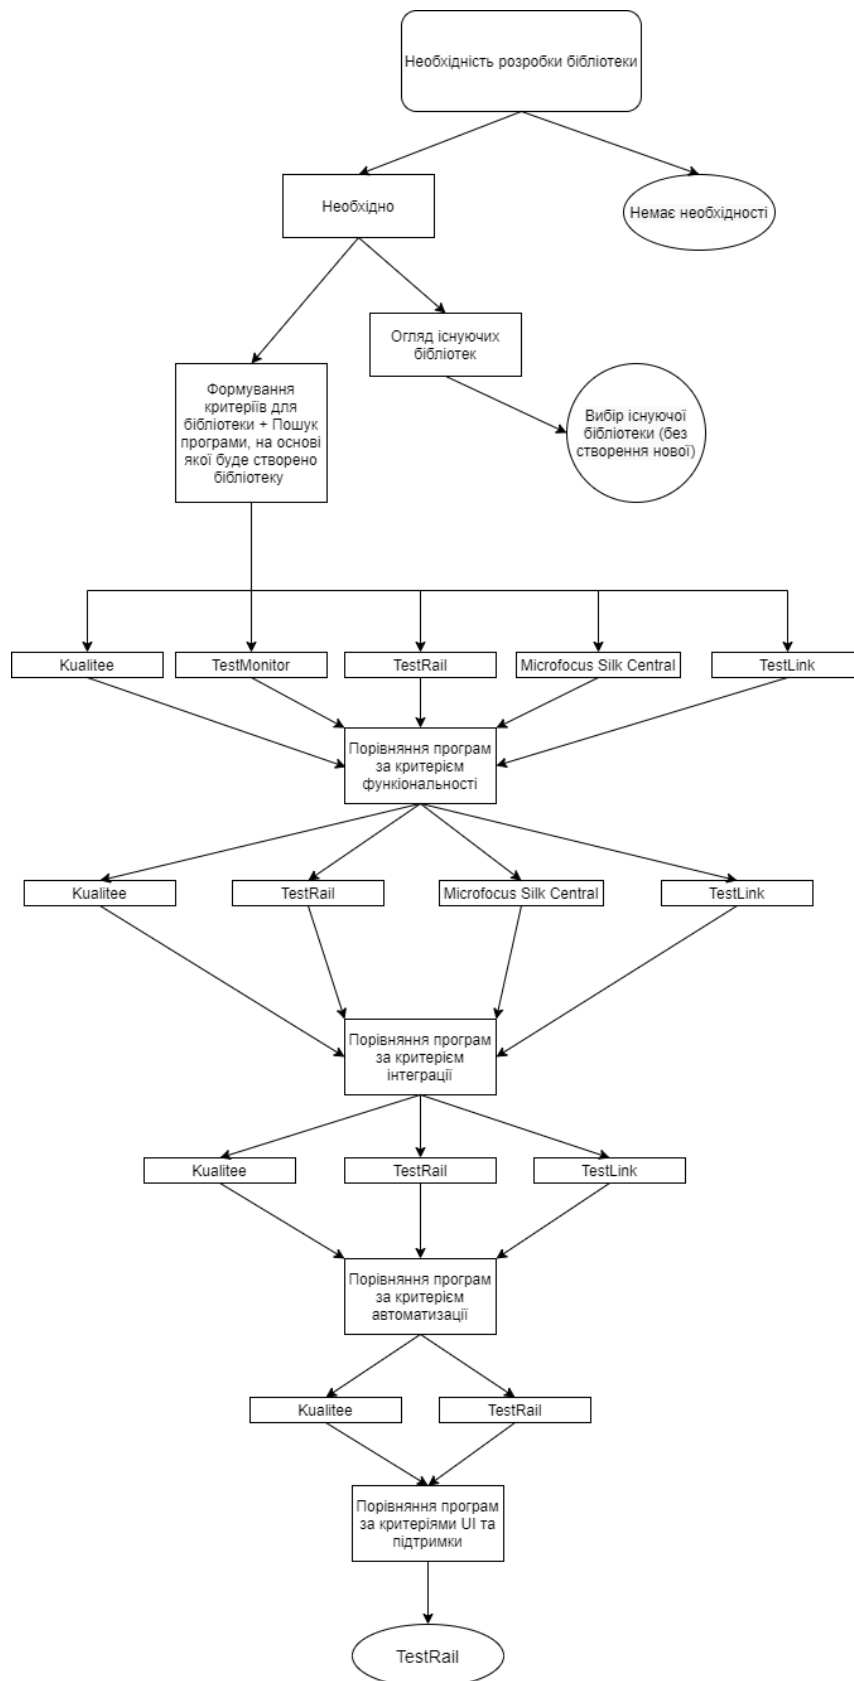 Необхідність розробки бібліотеки
Необхідно
Немає необхідності
Огляд існуючих
бібліотек
Формування
критеріїв для
бібліотеки + Пошук
програми, на основі
якої буде створено
бібліотеку
Вибір існуючої
бібліотеки (без
створення нової)
Kualitee
TestMonitor
TestRail
Microfocus Silk Central
TestLink
Порівняння програм
за критерієм
функіональності
Kualitee
TestRail
Microfocus Silk Central
TestLink
Порівняння програм
за критерієм
інтеграції
Kualitee
TestRail
TestLink
Порівняння програм
за критерієм
автоматизації
Kualitee
TestRail
Порівняння програм
за критеріями UI та
підтримки
TestRail